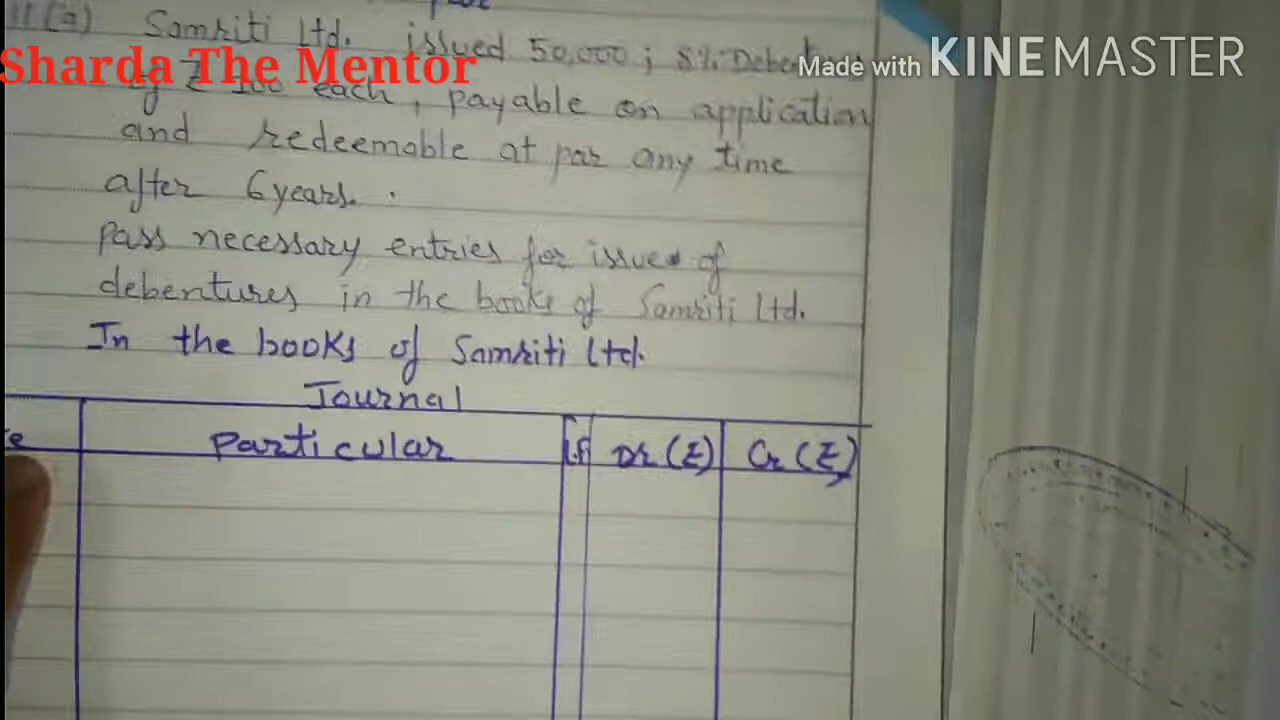 (a) Samriti Ltd. issued 50,000; 8% Debentures
Sharda The Mentor
Made with KINEMASTER
of ₹ 100 each, payable on application
and redeemable at par any time
after 6 years.
Pass necessary entries for issue of
debentures in the books of Samriti Ltd.
In the books of Samriti Ltd.
Journal
Particular L.f Dr (₹) Cr (₹)